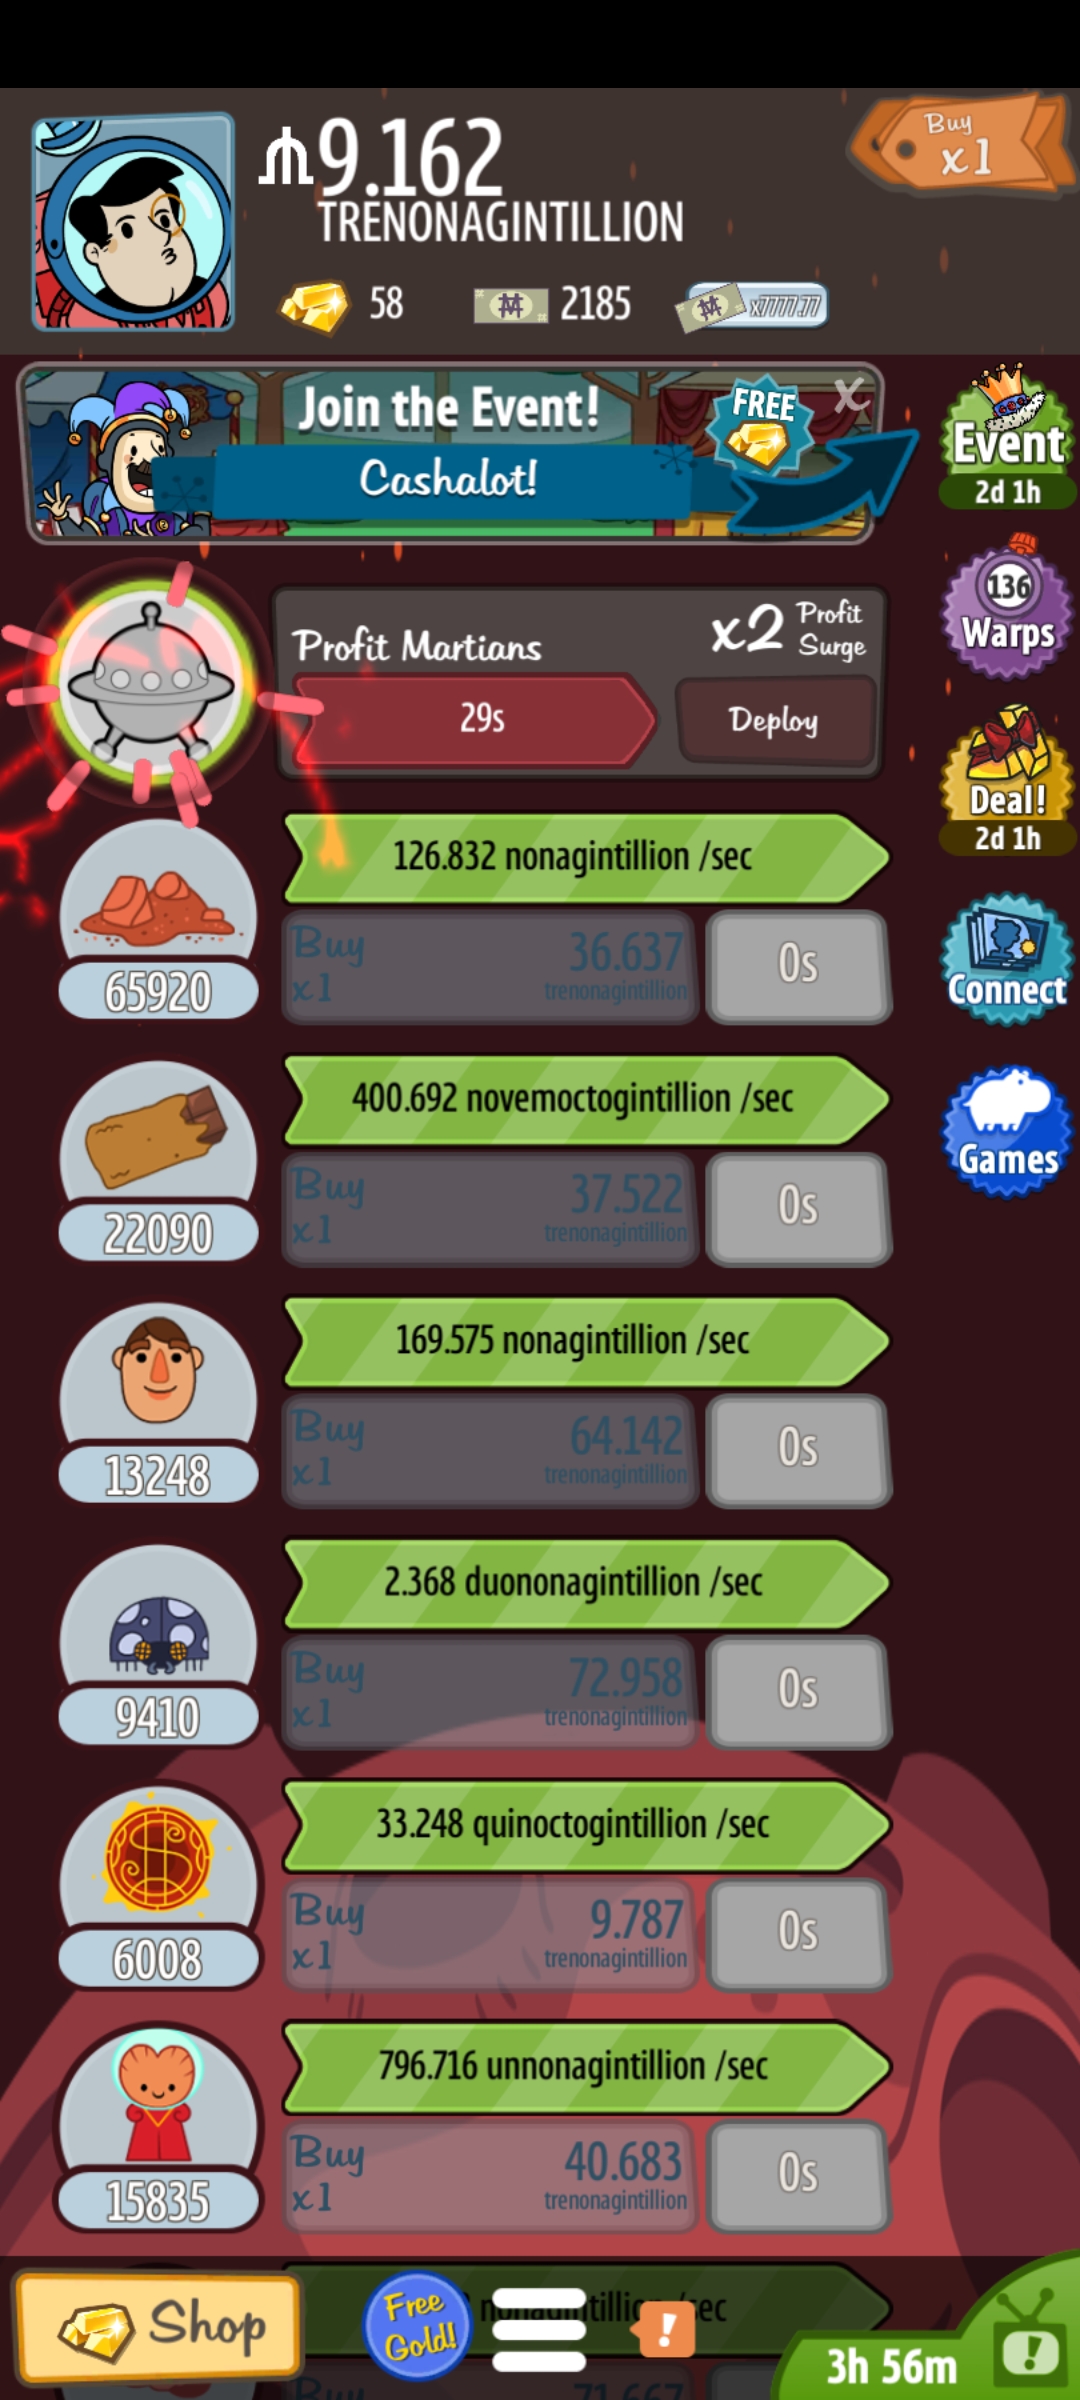 9.162
TRENONAGINTILLION
Buy
x1
58
2185
x7777.77
Join the Event!
Cashalot!
FREE
X
Event
2d 1h
136
Warps
Deal!
2d 1h
Connect
Games
Profit Martians
x2 Profit
Surge
29s
Deploy
126.832 nonagintillion /sec
65920
Buy
x1
36.637
trenonagintillion
0s
400.692 novemoctogintillion /sec
22090
Buy
x1
37.522
trenonagintillion
0s
169.575 nonagintillion /sec
13248
Buy
x1
64.142
trenonagintillion
0s
2.368 duononagintillion /sec
9410
Buy
x1
72.958
trenonagintillion
0s
33.248 quinoctogintillion /sec
6008
Buy
x1
9.787
trenonagintillion
0s
796.716 unnonagintillion /sec
15835
Buy
x1
40.683
trenonagintillion
0s
Shop
Free
Gold!
!
3h 56m
!